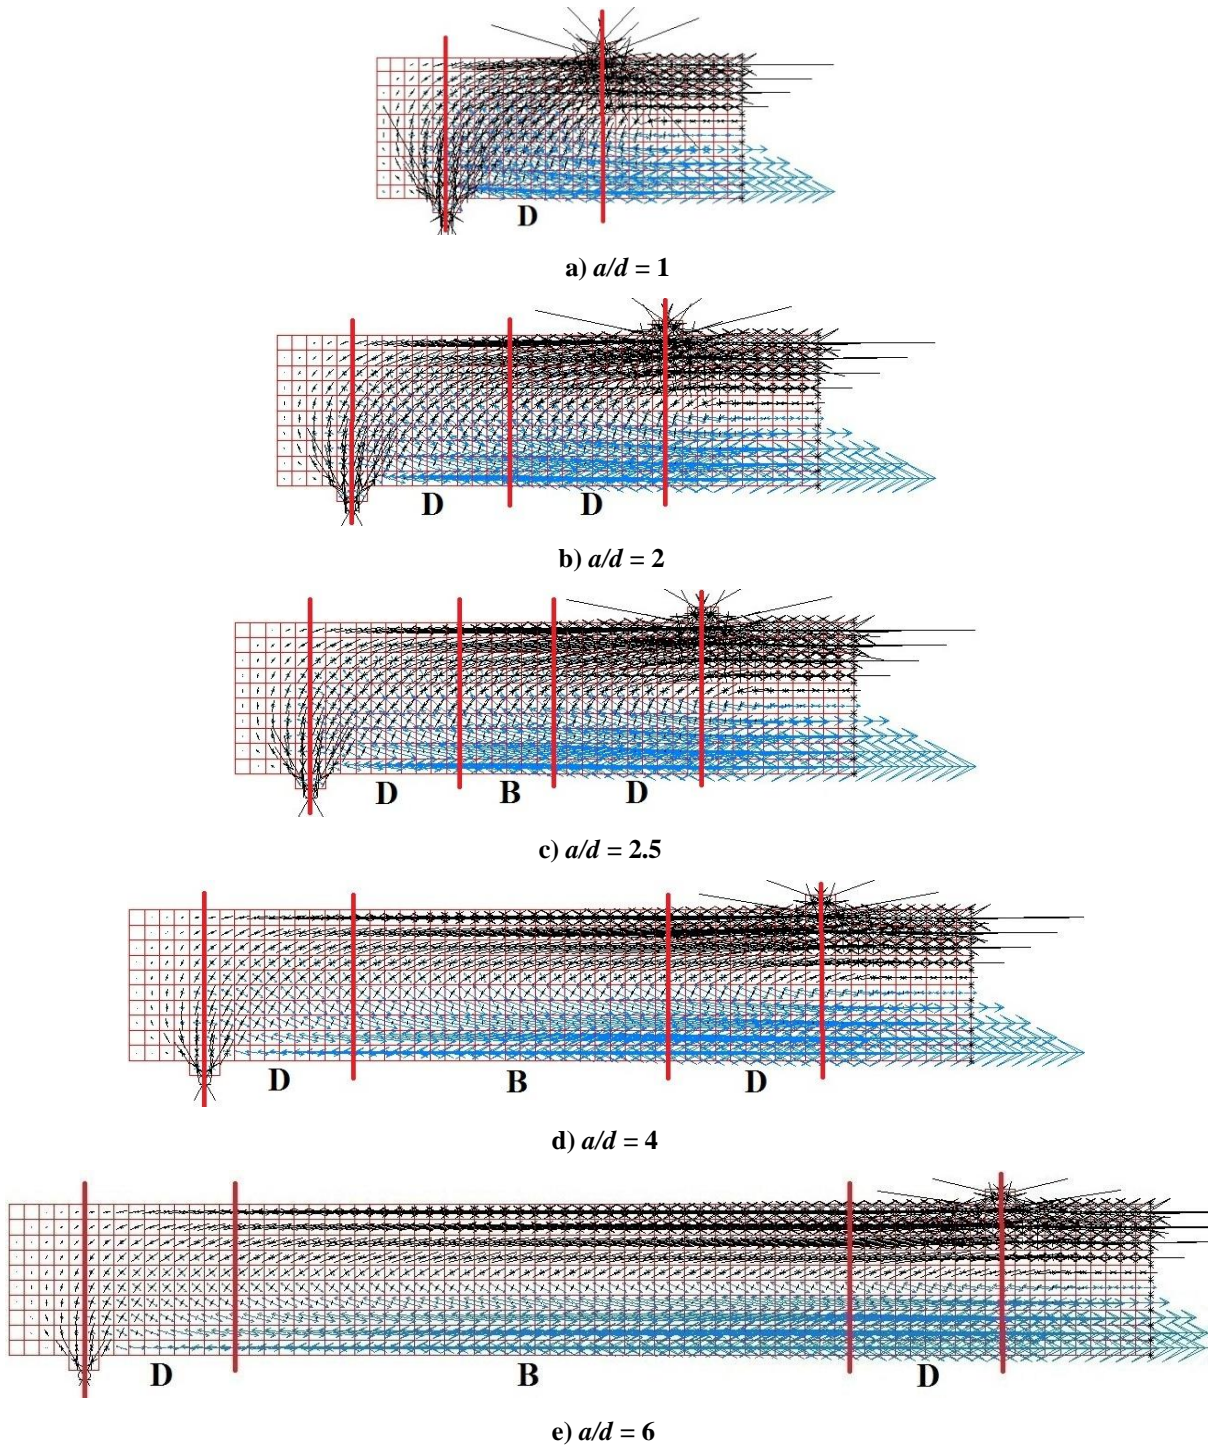 D
a) a/d = 1
D D
b) a/d = 2
D B D
c) a/d = 2.5
D B D
d) a/d = 4
D B D
e) a/d = 6